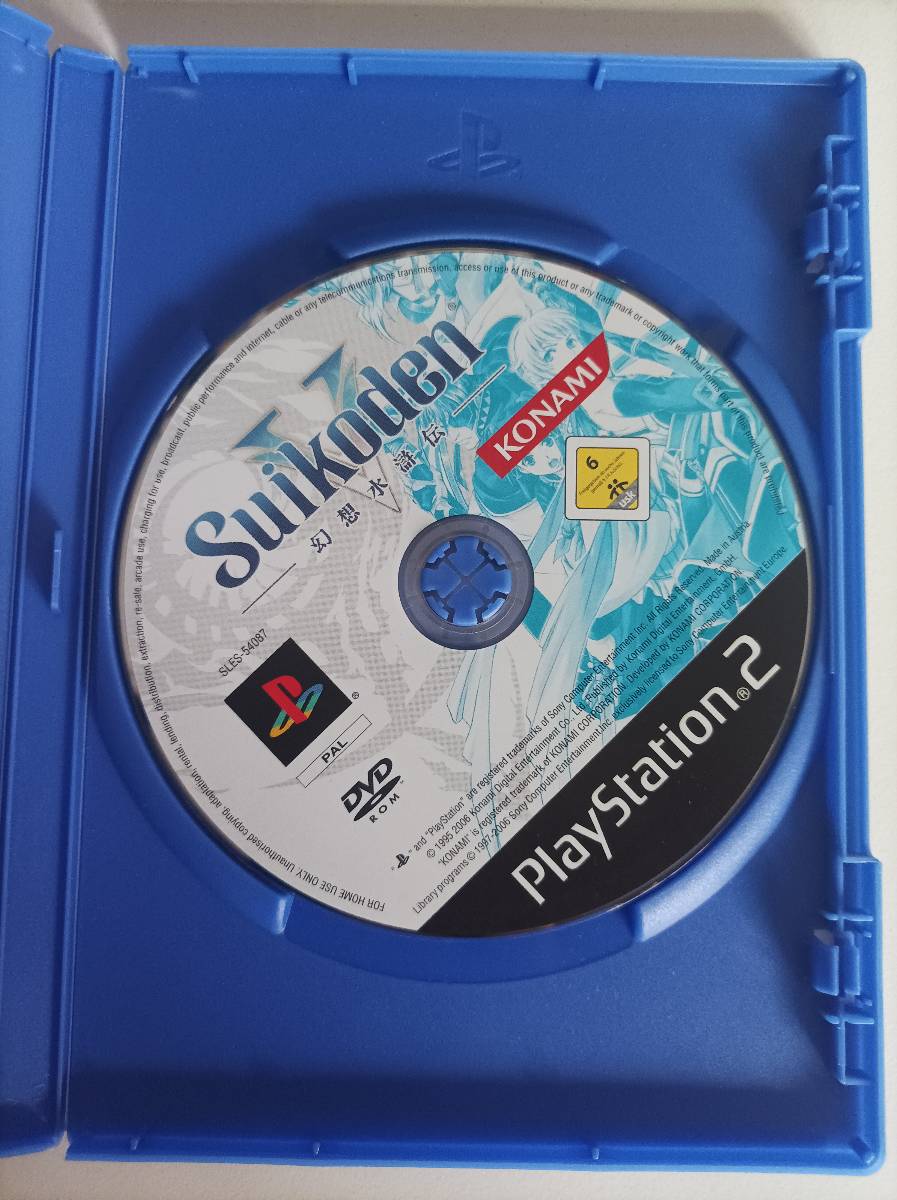 FOR HOME USE ONLY Unauthorised copying, adaptation, rental, lending, distribution, extraction, re-sale, arcade use, charging for use, broadcast, public performance and internet, cable or any telecommunications transmission, access or use of this product or any trademark or copyright work that forms part of this product are prohibited.
V
Suikoden®
幻想水滸伝V
KONAMI
6
usk
SLES-54087
®
PAL
DVD
ROM
" " and "PlayStation" are registered trademarks of Sony Computer Entertainment Inc. All Rights Reserved. Made in Austria.
© 1995 2006 Konami Digital Entertainment Co., Ltd. Published by Konami Digital Entertainment, GmbH.
"KONAMI" is registered trademark of KONAMI CORPORATION. Developed by KONAMI CORPORATION.
Library programs © 1997-2006 Sony Computer Entertainment Inc. exclusively licensed to Sony Computer Entertainment Europe.
PlayStation®2